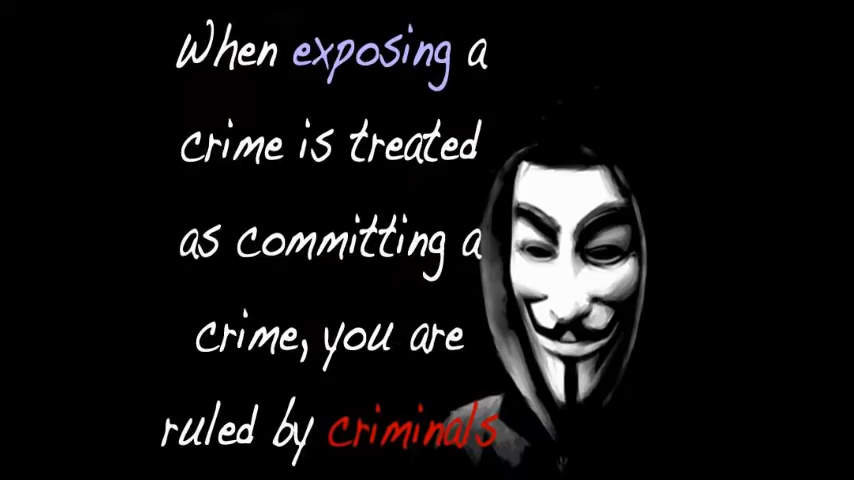 When exposing a
crime is treated
as committing a
crime, you are
ruled by criminals